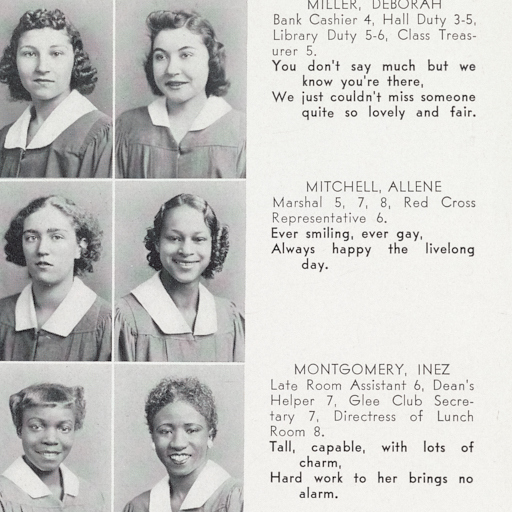 MILLER, DEBORAH
Bank Cashier 4, Hall Duty 3-5,
Library Duty 5-6, Class Treas-
urer 5.
You don't say much but we
know you're there,
We just couldn't miss someone
quite so lovely and fair.
MITCHELL, ALLENE
Marshal 5, 7, 8, Red Cross
Representative 6.
Ever smiling, ever gay,
Always happy the livelong
day.
MONTGOMERY, INEZ
Late Room Assistant 6, Dean's
Helper 7, Glee Club Secre-
tary 7, Directress of Lunch
Room 8.
Tall, capable, with lots of
charm,
Hard work to her brings no
alarm.